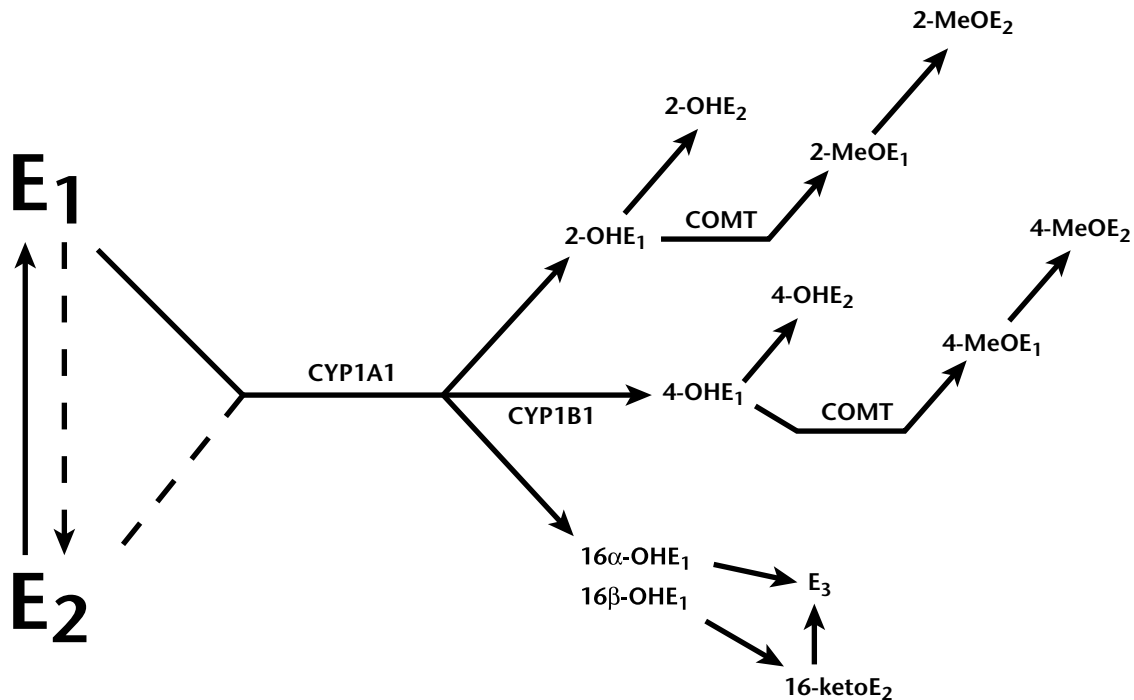 2-MeOE₂
2-OHE₂
2-MeOE₁
E₁
COMT
2-OHE₁
4-MeOE₂
4-OHE₂
4-MeOE₁
CYP1A1
4-OHE₁
COMT
CYP1B1
16α-OHE₁
E₃
16β-OHE₁
E₂
16-ketoE₂